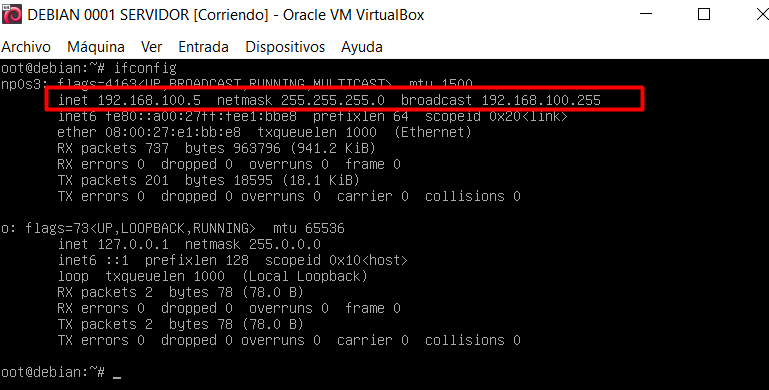 DEBIAN 0001 SERVIDOR [Corriendo] - Oracle VM VirtualBox
Archivo Máquina Ver Entrada Dispositivos Ayuda
oot@debian:~# ifconfig
np0s3: flags=4163<UP,BROADCAST,RUNNING,MULTICAST> mtu 1500
inet 192.168.100.5 netmask 255.255.255.0 broadcast 192.168.100.255
inet6 fe80::a00:27ff:fee1:bbe8 prefixlen 64 scopeid 0x20<link>
ether 08:00:27:e1:bb:e8 txqueuelen 1000 (Ethernet)
RX packets 737 bytes 963796 (941.2 KiB)
RX errors 0 dropped 0 overruns 0 frame 0
TX packets 201 bytes 18595 (18.1 KiB)
TX errors 0 dropped 0 overruns 0 carrier 0 collisions 0
o: flags=73<UP,LOOPBACK,RUNNING> mtu 65536
inet 127.0.0.1 netmask 255.0.0.0
inet6 ::1 prefixlen 128 scopeid 0x10<host>
loop txqueuelen 1000 (Local Loopback)
RX packets 2 bytes 78 (78.0 B)
RX errors 0 dropped 0 overruns 0 frame 0
TX packets 2 bytes 78 (78.0 B)
TX errors 0 dropped 0 overruns 0 carrier 0 collisions 0
oot@debian:~# _